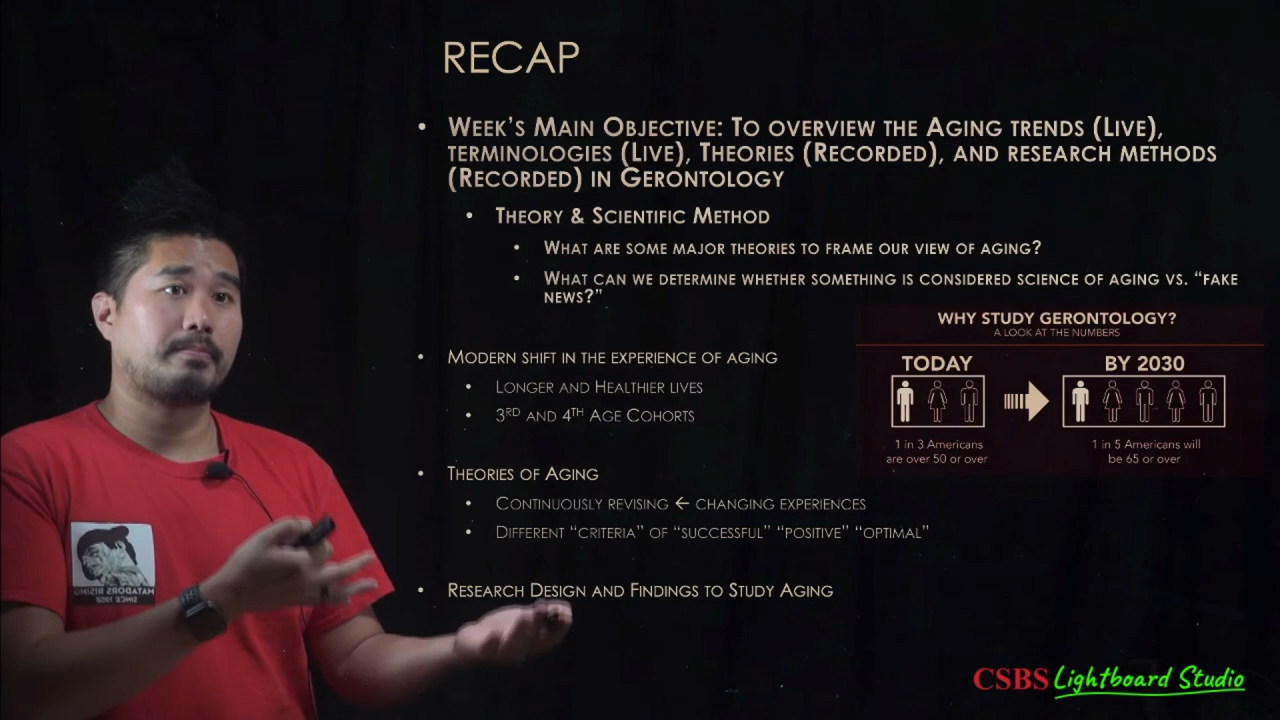 RECAP
• WEEK'S MAIN OBJECTIVE: TO OVERVIEW THE AGING TRENDS (LIVE),
TERMINOLOGIES (LIVE), THEORIES (RECORDED), AND RESEARCH METHODS
(RECORDED) IN GERONTOLOGY
• THEORY & SCIENTIFIC METHOD
• WHAT ARE SOME MAJOR THEORIES TO FRAME OUR VIEW OF AGING?
• WHAT CAN WE DETERMINE WHETHER SOMETHING IS CONSIDERED SCIENCE OF AGING VS. “FAKE
NEWS?”
• MODERN SHIFT IN THE EXPERIENCE OF AGING
• LONGER AND HEALTHIER LIVES
• 3RD AND 4TH AGE COHORTS
• THEORIES OF AGING
• CONTINUOUSLY REVISING ← CHANGING EXPERIENCES
• DIFFERENT “CRITERIA” OF “SUCCESSFUL” “POSITIVE” “OPTIMAL”
• RESEARCH DESIGN AND FINDINGS TO STUDY AGING
WHY STUDY GERONTOLOGY?
A LOOK AT THE NUMBERS
TODAY
1 in 3 Americans
are over 50 or over
BY 2030
1 in 5 Americans will
be 65 or over
MATADORS RISING
SINCE 1958
CSBS Lightboard Studio